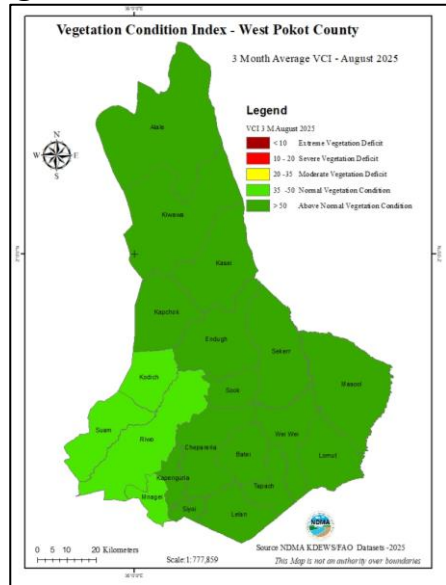 Vegetation Condition Index - West Pokot County
3 Month Average VCI - August 2025
Legend
VCI 3 M August 2025
< 10 Extreme Vegetation Deficit
10 - 20 Severe Vegetation Deficit
20 -35 Moderate Vegetation Deficit
35 -50 Normal Vegetation Condition
> 50 Above Normal Vegetation Condition
N
W E
S
Alale
Kiwawa
Kasei
Kapchok
Endugh
Sekerr
Kodich
Masool
Sook
Suam
Riwo
Wei Wei
Cheparieria
Batei
Lomut
Kapenguria
Tapach
Mnagei
Siyoi
Lelan
NDMA
0 5 10 20 Kilometers
Scale:1:777,859
Source NDMA KDEWS/FAO Datasets -2025
This Map is not an authority over boundaries